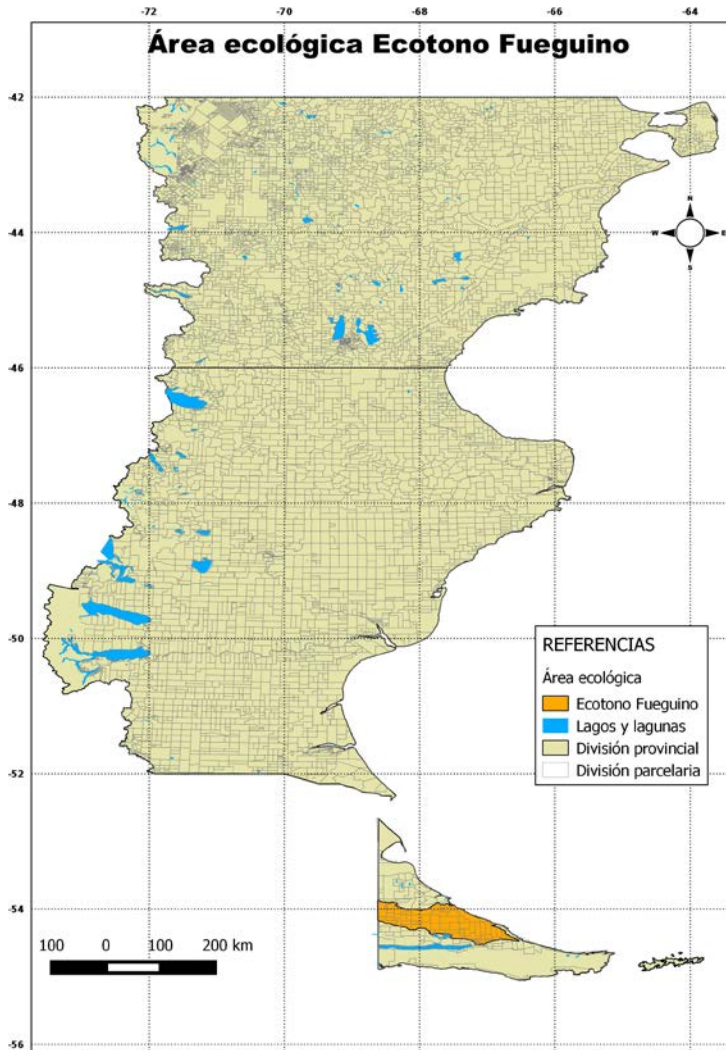 -72 -70 -68 -66 -64
Área ecológica Ecotono Fueguino
-42
N
-44
W E
S
-46
-48
-50
REFERENCIAS
Área ecológica
Ecotono Fueguino
Lagos y lagunas
División provincial
División parcelaria
-52
-54
100 0 100 200 km
-56